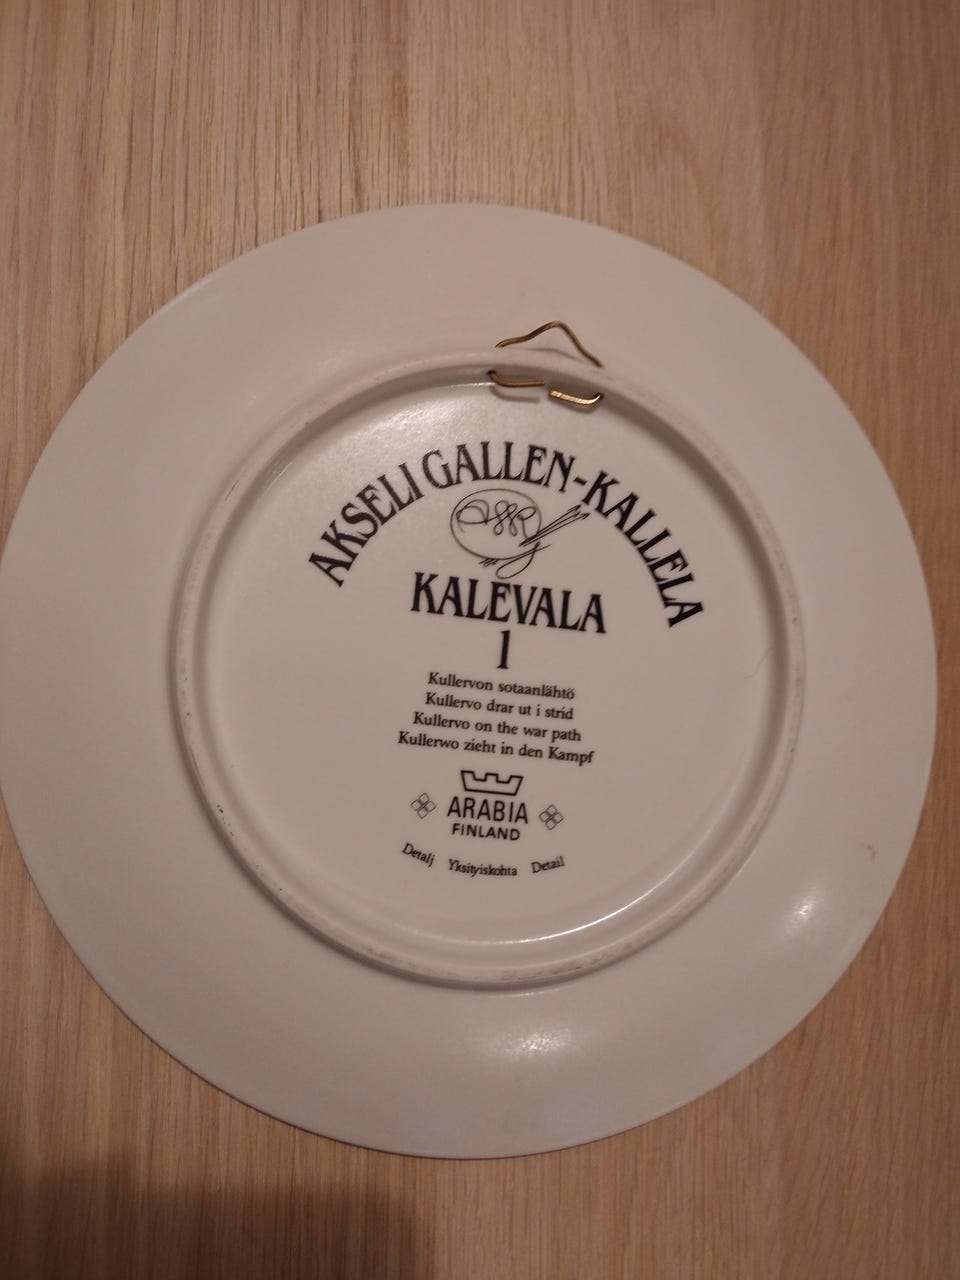 AKSELI GALLEN-KALLELA
KALEVALA
1
Kullervon sotaanlähtö
Kullervo drar ut i strid
Kullervo on the war path
Kullerwo zieht in den Kampf
ARABIA
FINLAND
Detalj Yksityiskohta Detail